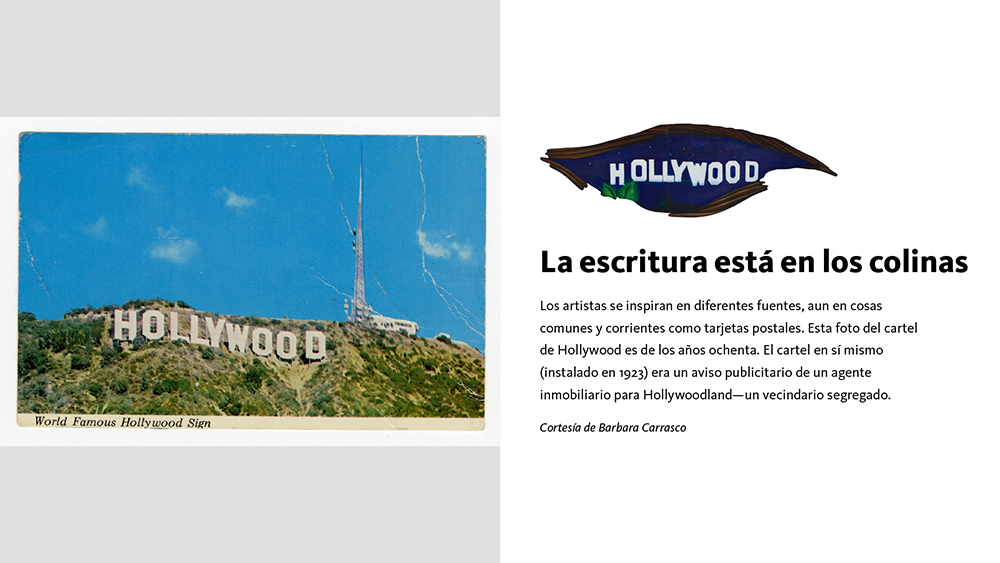 HOLLYWOOD
World Famous Hollywood Sign
HOLLYWOOD
La escritura está en los colinas
Los artistas se inspiran en diferentes fuentes, aun en cosas
comunes y corrientes como tarjetas postales. Esta foto del cartel
de Hollywood es de los años ochenta. El cartel en sí mismo
(instalado en 1923) era un aviso publicitario de un agente
inmobiliario para Hollywoodland—un vecindario segregado.
Cortesía de Barbara Carrasco